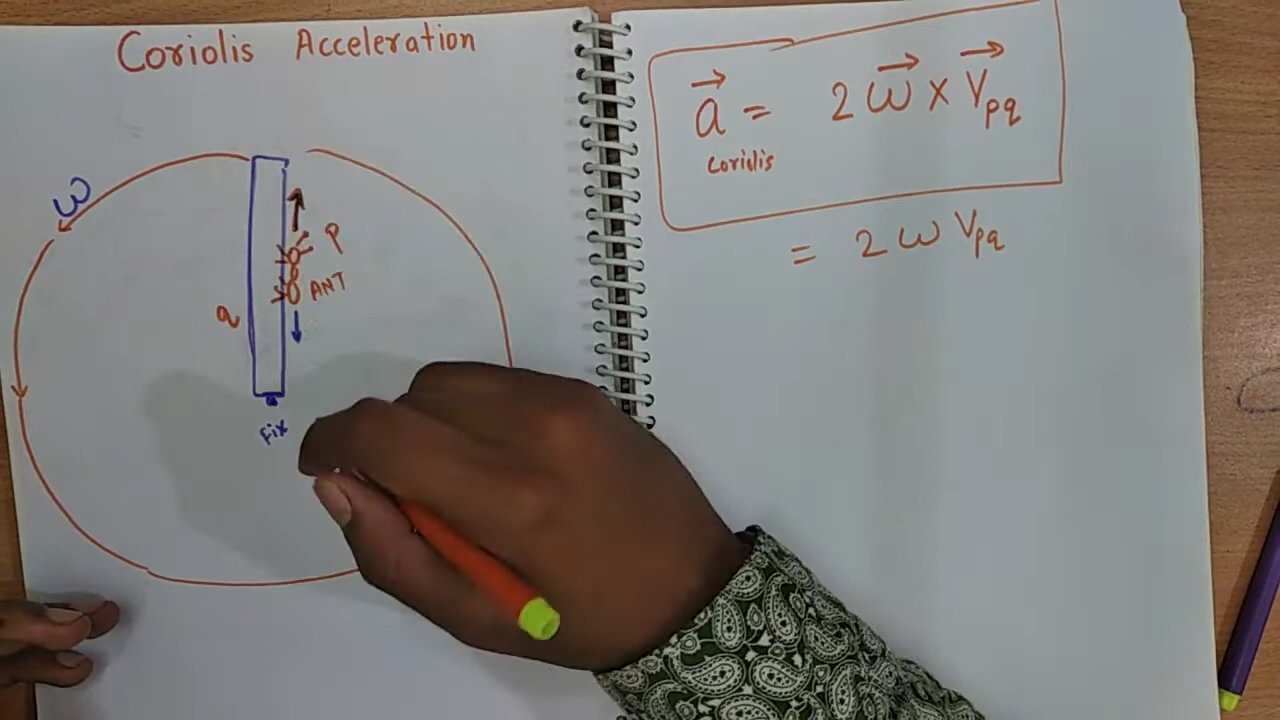 Coriolis Acceleration
ω
P
ANT
q
Fix
→a coriolis = 2 →ω × →Vpq
= 2 ω Vpq